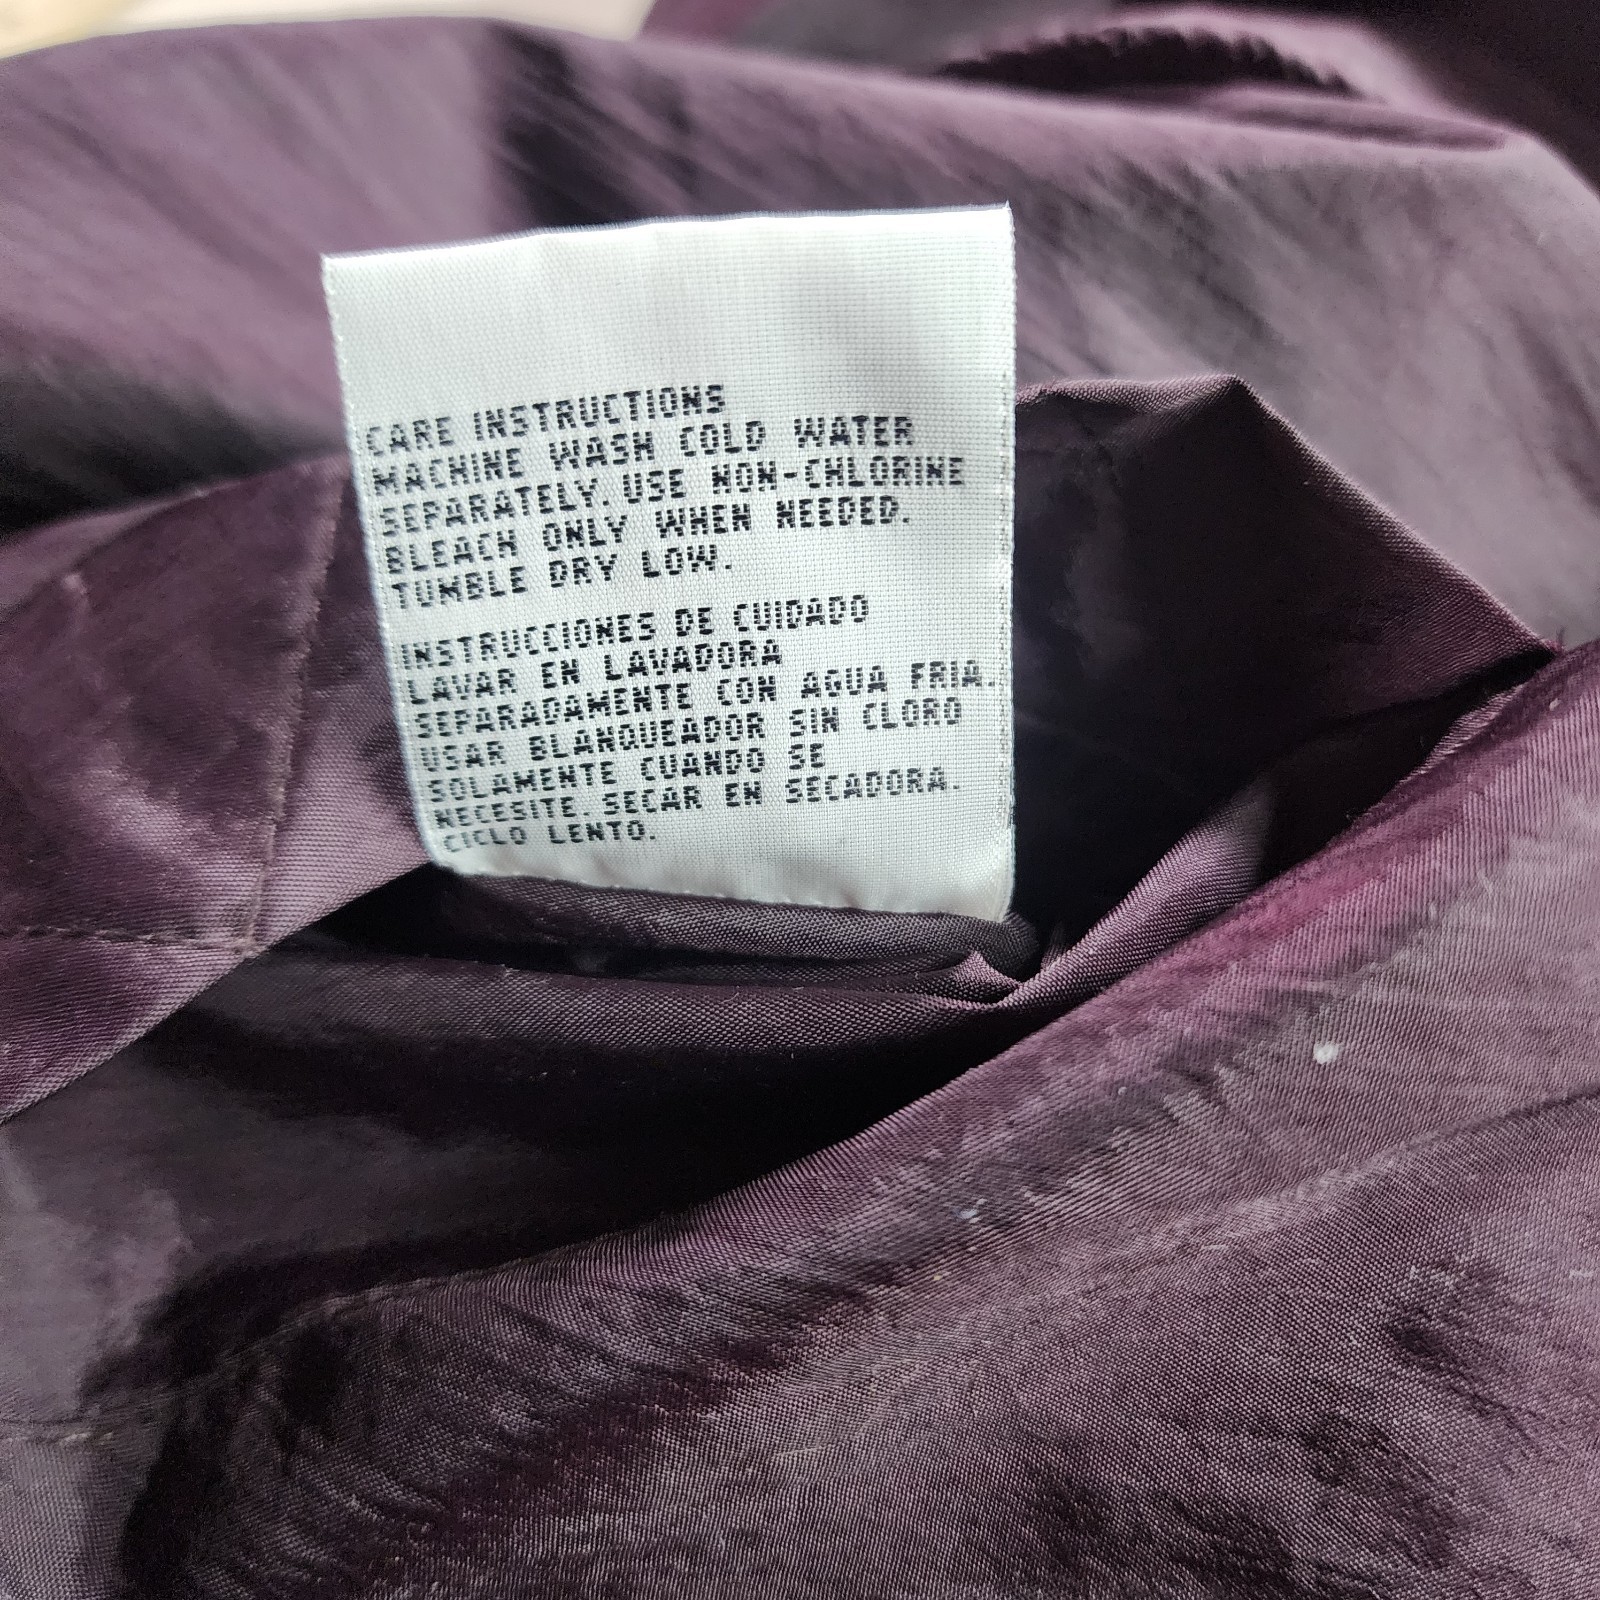 CARE INSTRUCTIONS
MACHINE WASH COLD WATER
SEPARATELY. USE NON-CHLORINE
BLEACH ONLY WHEN NEEDED.
TUMBLE DRY LOW.
INSTRUCCIONES DE CUIDADO
LAVAR EN LAVADORA
SEPARADAMENTE CON AGUA FRIA.
USAR BLANQUEADOR SIN CLORO
SOLAMENTE CUANDO SE
NECESITE. SECAR EN SECADORA.
CICLO LENTO.